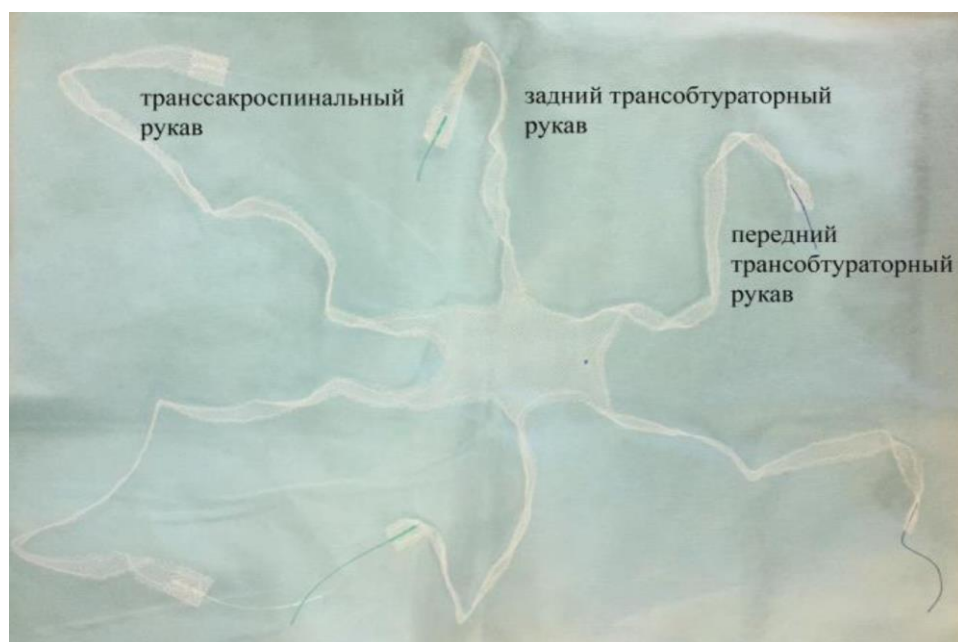 транссакроспинальный
рукав
задний трансобтураторный
рукав
передний
трансобтураторный
рукав